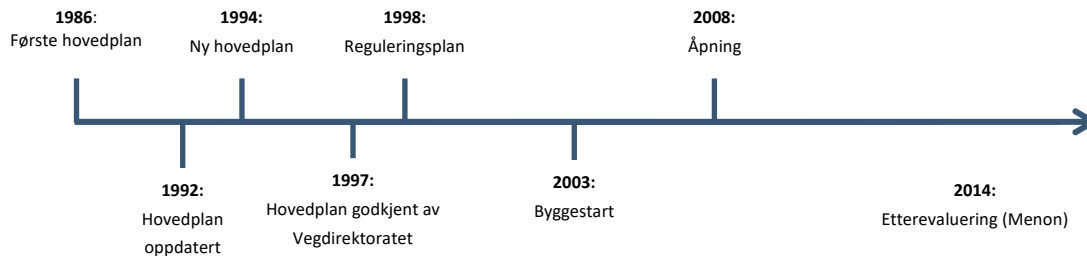 1986:
Første hovedplan
1994:
Ny hovedplan
1998:
Reguleringsplan
2008:
Åpning
1992:
Hovedplan
oppdatert
1997:
Hovedplan godkjent av
Vegdirektoratet
2003:
Byggestart
2014:
Etterevaluering (Menon)